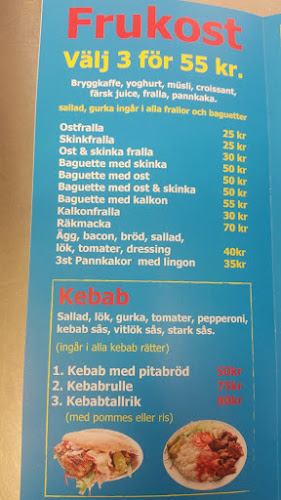 Frukost
Välj 3 för 55 kr.
Bryggkaffe, yoghurt, müsli, croissant,
färsk juice, fralla, pannkaka.
sallad, gurka ingår i alla frallor och baguetter
Ostfralla 25 kr
Skinkfralla 25 kr
Ost & skinka fralla 30 kr
Baguette med skinka 50 kr
Baguette med ost 50 kr
Baguette med ost & skinka 50 kr
Baguette med kalkon 55 kr
Kalkonfralla 30 kr
Räkmacka 70 kr
Ägg, bacon, bröd, sallad,
lök, tomater, dressing 40kr
3st Pannkakor med lingon 35kr
Kebab
Sallad, lök, gurka, tomater, pepperoni,
kebab sås, vitlök sås, stark sås.
(ingår i alla kebab rätter)
1. Kebab med pitabröd
2. Kebabrulle 75kr
3. Kebabtallrik
(med pommes eller ris)